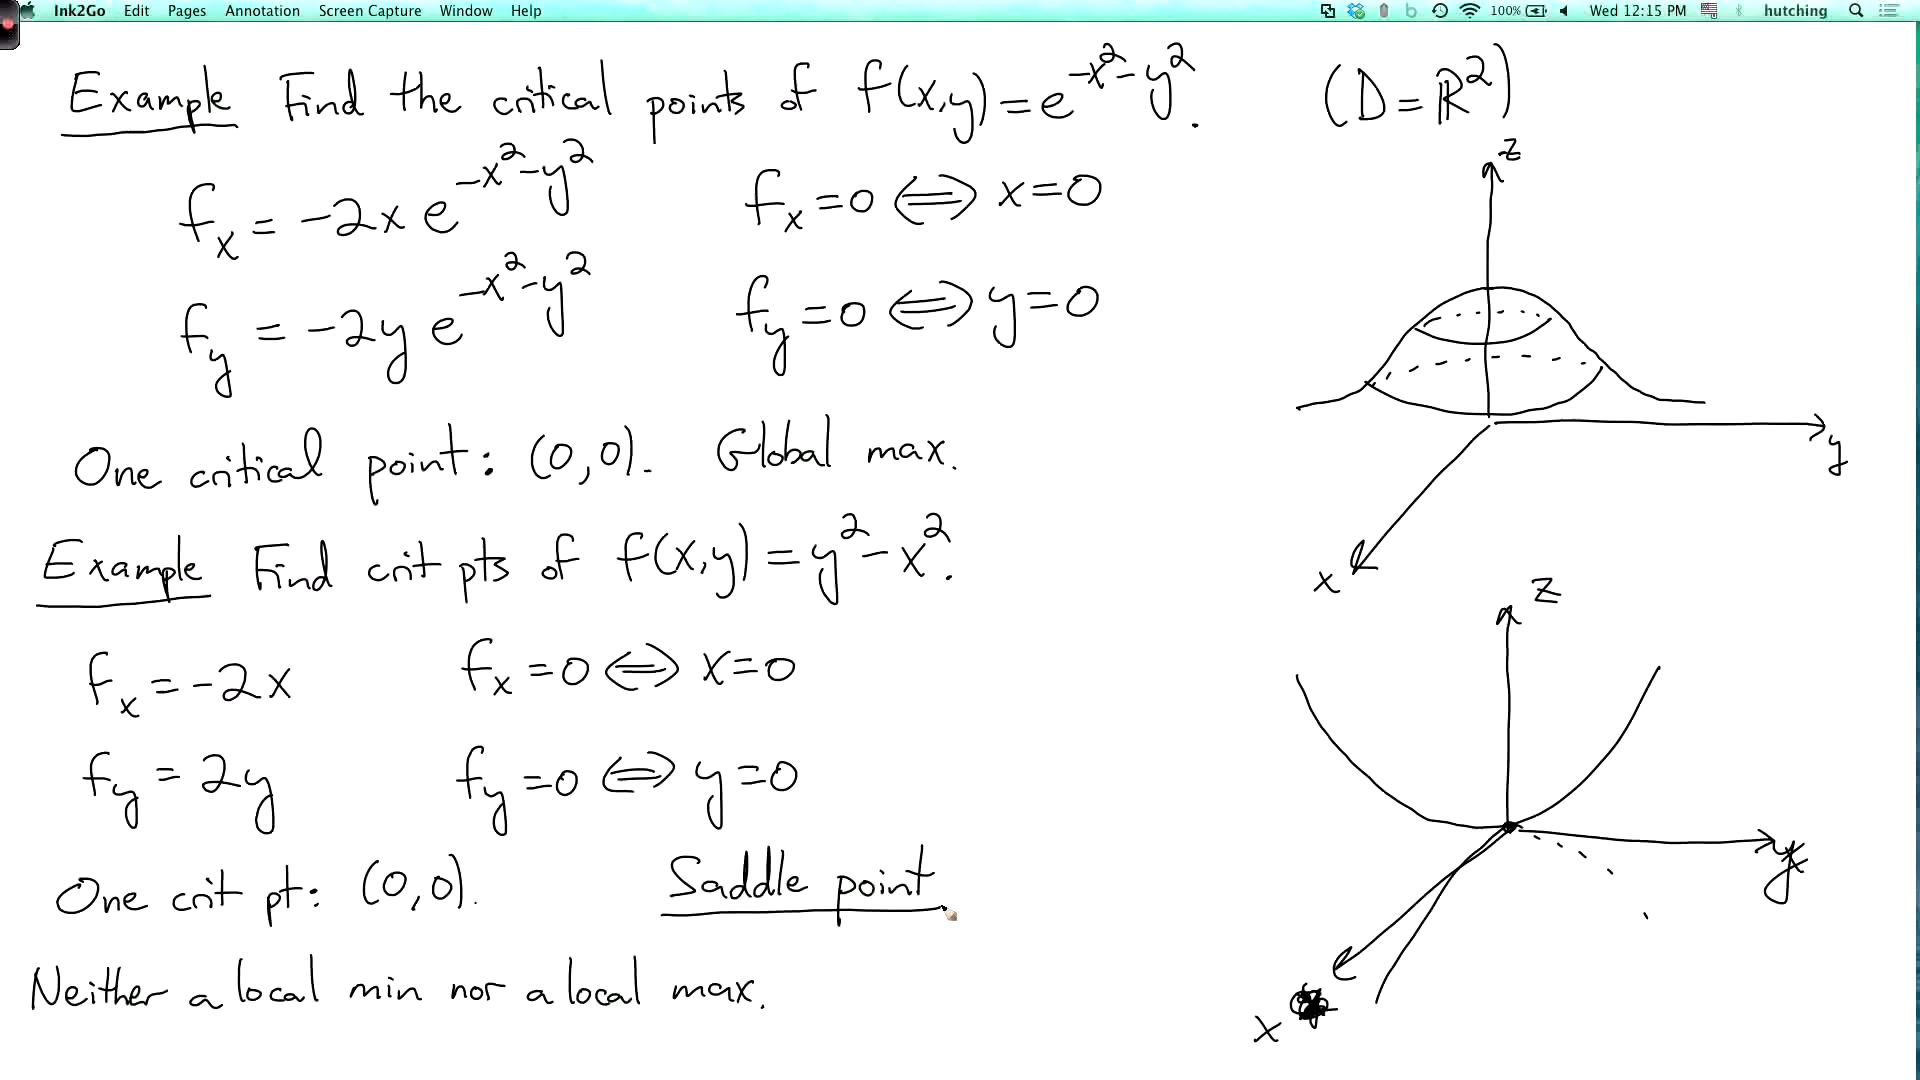 Ink2Go Edit Pages Annotation Screen Capture Window Help 100% Wed 12:15 PM hutching
Example Find the critical points of f(x,y)=e^{-x²-y²}. (D=ℝ²)
f_x = -2x e^{-x²-y²} f_x=0 ⟺ x=0
f_y = -2y e^{-x²-y²} f_y=0 ⟺ y=0
z
y
x
One critical point: (0,0). Global max.
Example Find crit pts of f(x,y)=y²-x².
f_x=-2x f_x=0 ⟺ x=0
f_y=2y f_y=0 ⟺ y=0
One crit pt: (0,0). Saddle point
Neither a local min nor a local max.
z
y
x